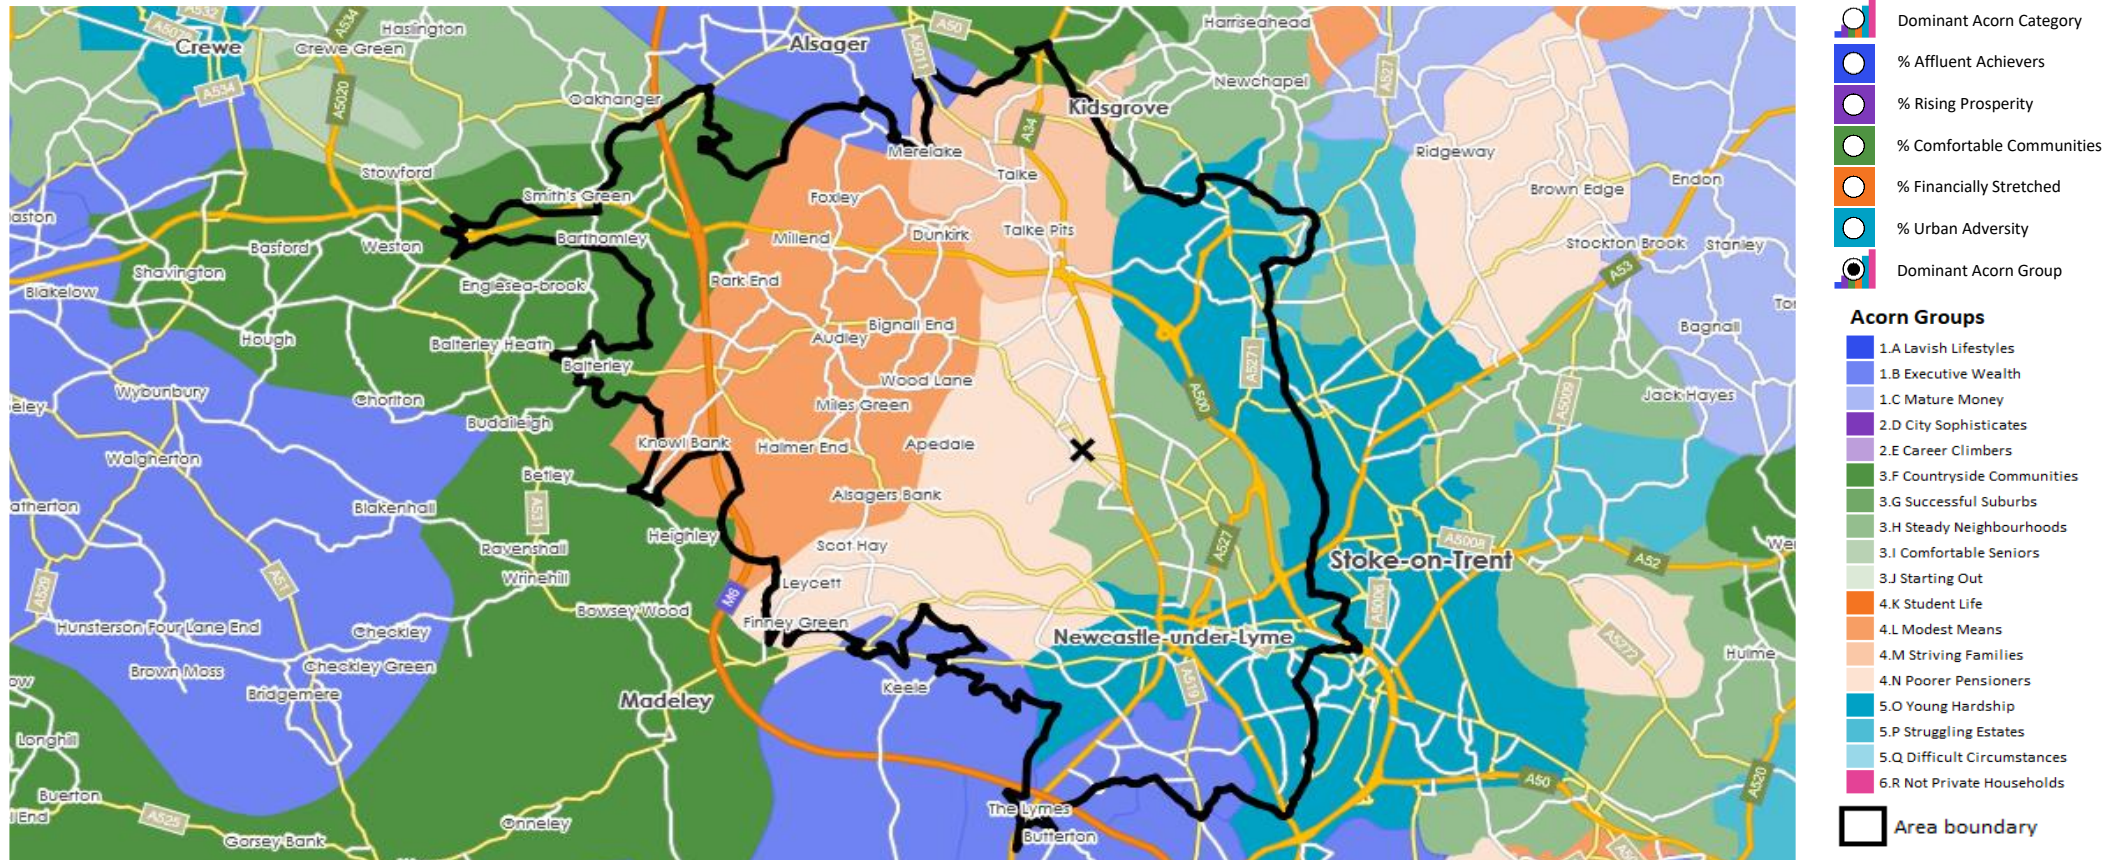 A532
A534
Haslington
A50
Harriseahead
A5078
Crewe
Crewe Green
Alsager
A5011
Newchapel
A527
A534
A5020
Oakhanger
Kidsgrove
A34
Merelake
Ridgeway
Stowford
Talke
Endon
Smith's Green
Foxley
Brown Edge
aston
Basford
Weston
Barthomley
Millend
Dunkirk
Talke Pits
Stockton Brook
Stanley
Shavington
Englesea-brook
Park End
A53
Blakelow
Bagnall
Hough
Balterley Heath
Audley
Bignall End
Balterley
A500
A5271
Wybunbury
Chorlton
Wood Lane
Miles Green
A5009
Jack Hayes
eley
Buddileigh
Knowl Bank
Halmer End
Apedale
Walgherton
Betley
Alsagers Bank
atherton
Blakenhall
A531
Heighley
Scot Hay
A527
Stoke-on-Trent
A5008
A52
We
Ravenshall
Wrinehill
Leycett
A529
A51
M6
Bowsey Wood
Finney Green
A5006
Hunsterson Four Lane End
Checkley
Newcastle-under-Lyme
A5272
Hulme
Brown Moss
Checkley Green
Bridgemere
Keele
A519
ow
Madeley
Longhill
A50
A520
Buerton
The Lymes
l End
A525
Onneley
Butterton
Gorsey Bank
Dominant Acorn Category
% Affluent Achievers
% Rising Prosperity
% Comfortable Communities
% Financially Stretched
% Urban Adversity
Dominant Acorn Group
Acorn Groups
1.A Lavish Lifestyles
1.B Executive Wealth
1.C Mature Money
2.D City Sophisticates
2.E Career Climbers
3.F Countryside Communities
3.G Successful Suburbs
3.H Steady Neighbourhoods
3.I Comfortable Seniors
3.J Starting Out
4.K Student Life
4.L Modest Means
4.M Striving Families
4.N Poorer Pensioners
5.O Young Hardship
5.P Struggling Estates
5.Q Difficult Circumstances
6.R Not Private Households
Area boundary